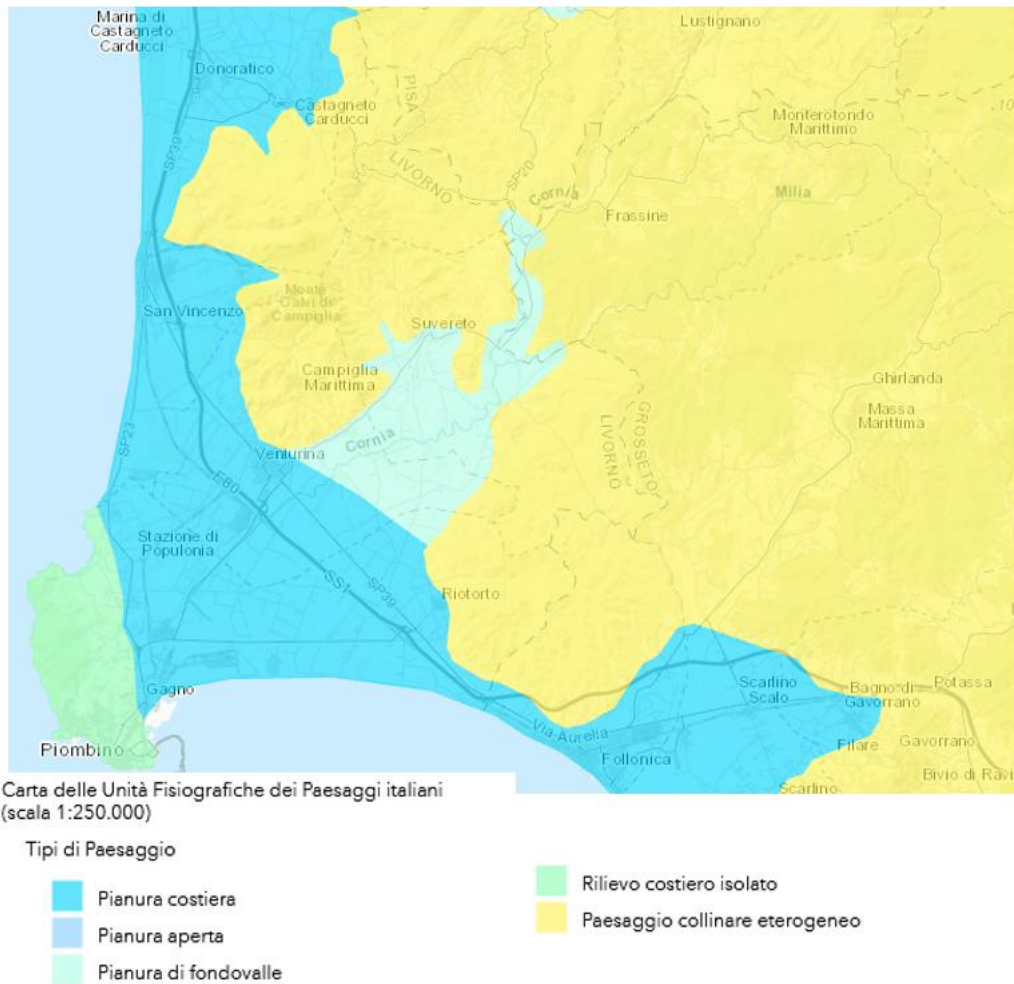 Marina di
Castagneto
Carducci
Lustignano
Donoratico
PISA
Castagneto
Carducci
Monterotondo
Marittimo
SP39
LIVORNO
SP20
Cornia
Milia
Frassine
Monte
Calvi di
Campiglia
San Vincenzo
Suvereto
Campiglia
Marittima
Ghirlanda
Massa
Marittima
GROSSETO
LIVORNO
SP23
Cornia
Venturina
E80
Stazione di
Populonia
SS1
SP39
Riotorto
Gagno
Scarlino
Scalo
Bagno di
Gavorrano
Potassa
Via Aurelia
Piombino
Follonica
Filare
Gavorrano
Bivio di Ravi
Scarlino
Carta delle Unità Fisiografiche dei Paesaggi italiani
(scala 1:250.000)
Tipi di Paesaggio
Pianura costiera
Pianura aperta
Pianura di fondovalle
Rilievo costiero isolato
Paesaggio collinare eterogeneo